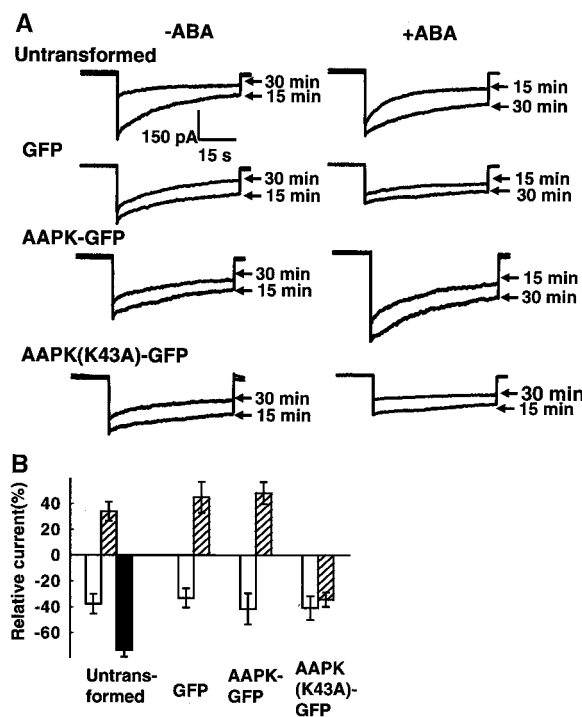 A
-ABA
+ABA
Untransformed
30 min
15 min
15 min
30 min
150 pA
15 s
GFP
30 min
15 min
15 min
30 min
AAPK-GFP
30 min
15 min
15 min
30 min
AAPK(K43A)-GFP
30 min
15 min
30 min
15 min
B
Relative current(%)
40
20
0
-20
-40
-60
Untrans-
formed
GFP
AAPK-
GFP
AAPK
(K43A)-
GFP